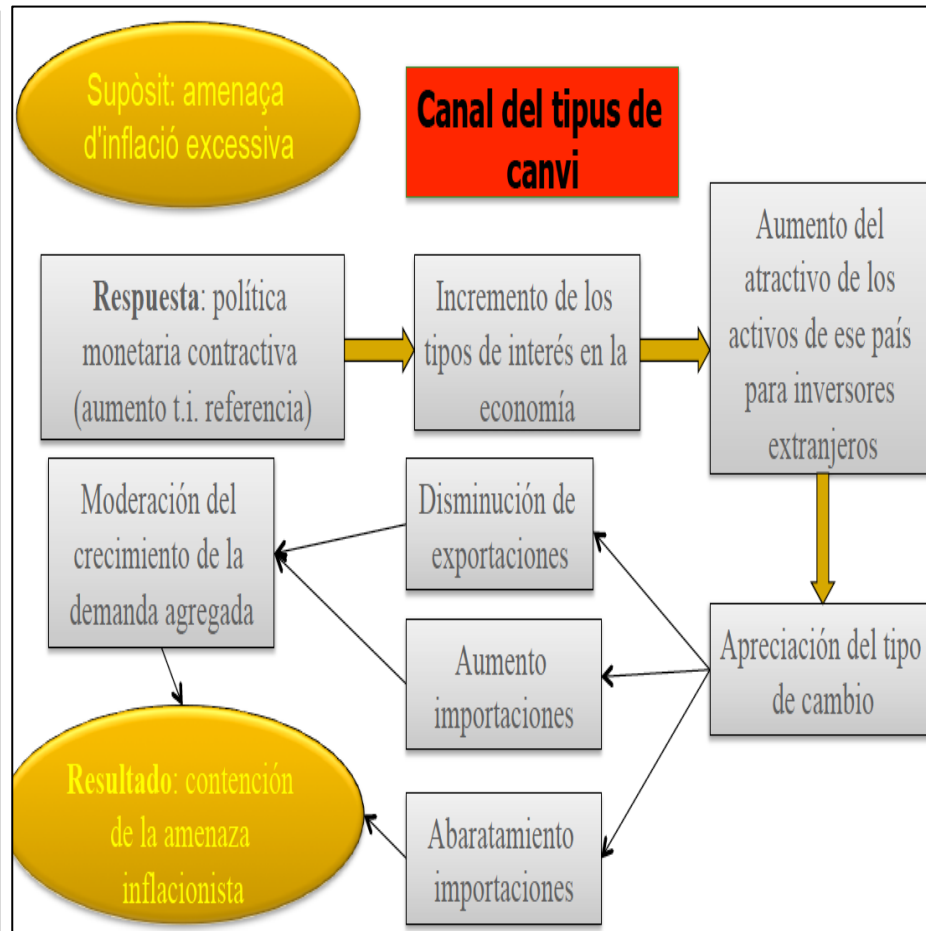 Supòsit: amenaça
d'inflació excessiva
Canal del tipus de
canvi
Respuesta: política
monetaria contractiva
(aumento t.i. referencia)
Incremento de los
tipos de interés en la
economía
Aumento del
atractivo de los
activos de ese país
para inversores
extranjeros
Moderación del
crecimiento de la
demanda agregada
Disminución de
exportaciones
Aumento
importaciones
Apreciación del tipo
de cambio
Resultado: contención
de la amenaza
inflacionista
Abaratamiento
importaciones